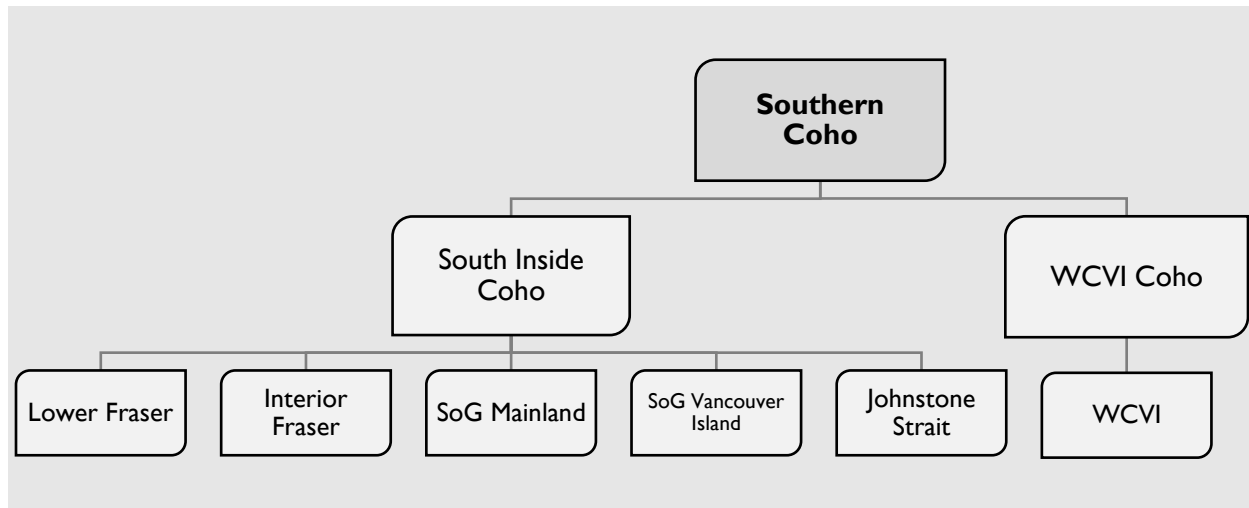 Southern
Coho
South Inside
Coho
WCVI Coho
Lower Fraser
Interior
Fraser
SoG Mainland
SoG Vancouver
Island
Johnstone
Strait
WCVI